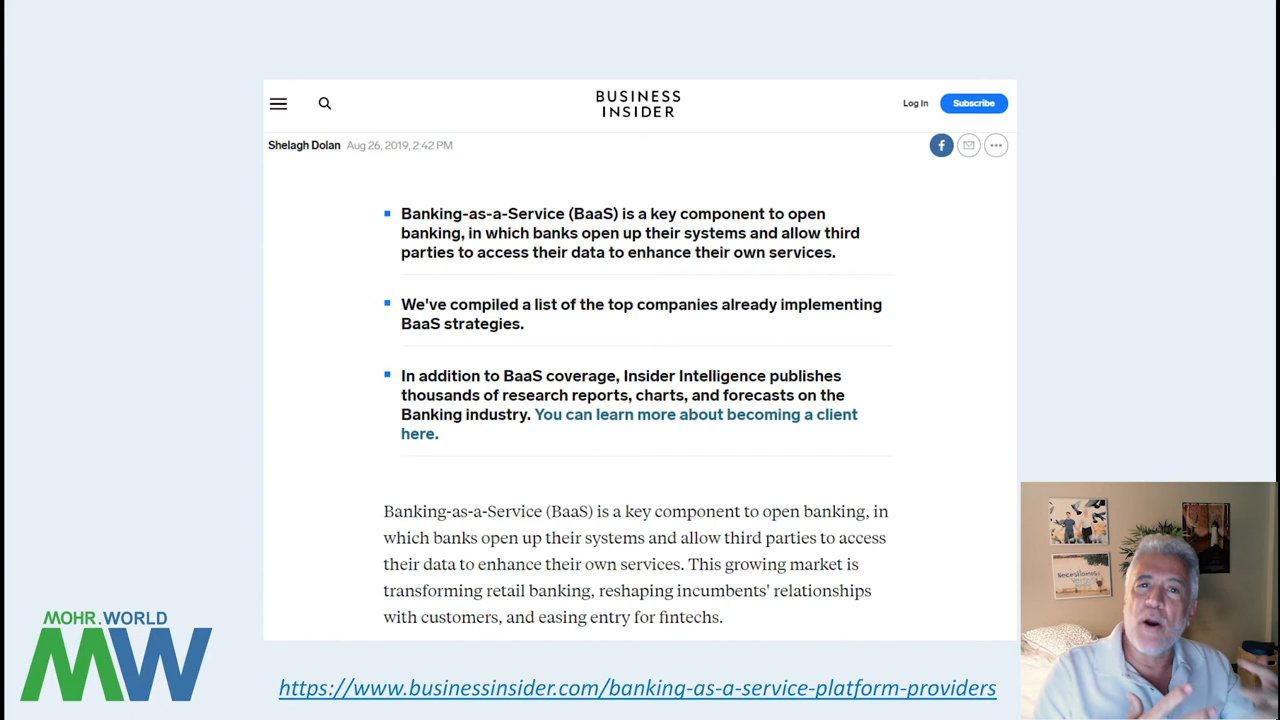 BUSINESS
INSIDER
Log In
Subscribe
Shelagh Dolan Aug 26, 2019, 2:42 PM
Banking-as-a-Service (BaaS) is a key component to open
banking, in which banks open up their systems and allow third
parties to access their data to enhance their own services.
We've compiled a list of the top companies already implementing
BaaS strategies.
In addition to BaaS coverage, Insider Intelligence publishes
thousands of research reports, charts, and forecasts on the
Banking industry. You can learn more about becoming a client
here.
Banking-as-a-Service (BaaS) is a key component to open banking, in
which banks open up their systems and allow third parties to access
their data to enhance their own services. This growing market is
transforming retail banking, reshaping incumbents' relationships
with customers, and easing entry for fintechs.
MOHR.WORLD
MW
https://www.businessinsider.com/banking-as-a-service-platform-providers